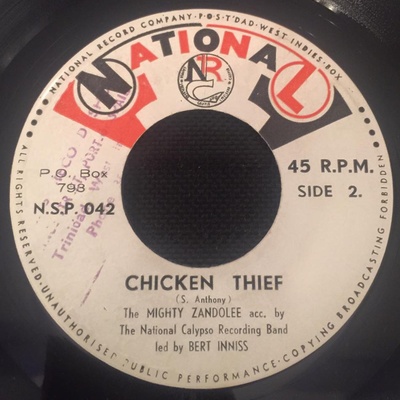 NATIONAL RECORD COMPANY · P·O·S·T'DAD·WEST·INDIES·BOX
NATIONAL
NR
P.O. Box
798
N.S.P. 042
45 R.P.M.
SIDE 2.
Trinidad
CHICKEN THIEF
(S. Anthony)
The MIGHTY ZANDOLEE acc. by
The National Calypso Recording Band
led by BERT INNISS
ALL RIGHTS RESERVED · UNAUTHORISED PUBLIC PERFORMANCE · COPYING BROADCASTING FORBIDDEN